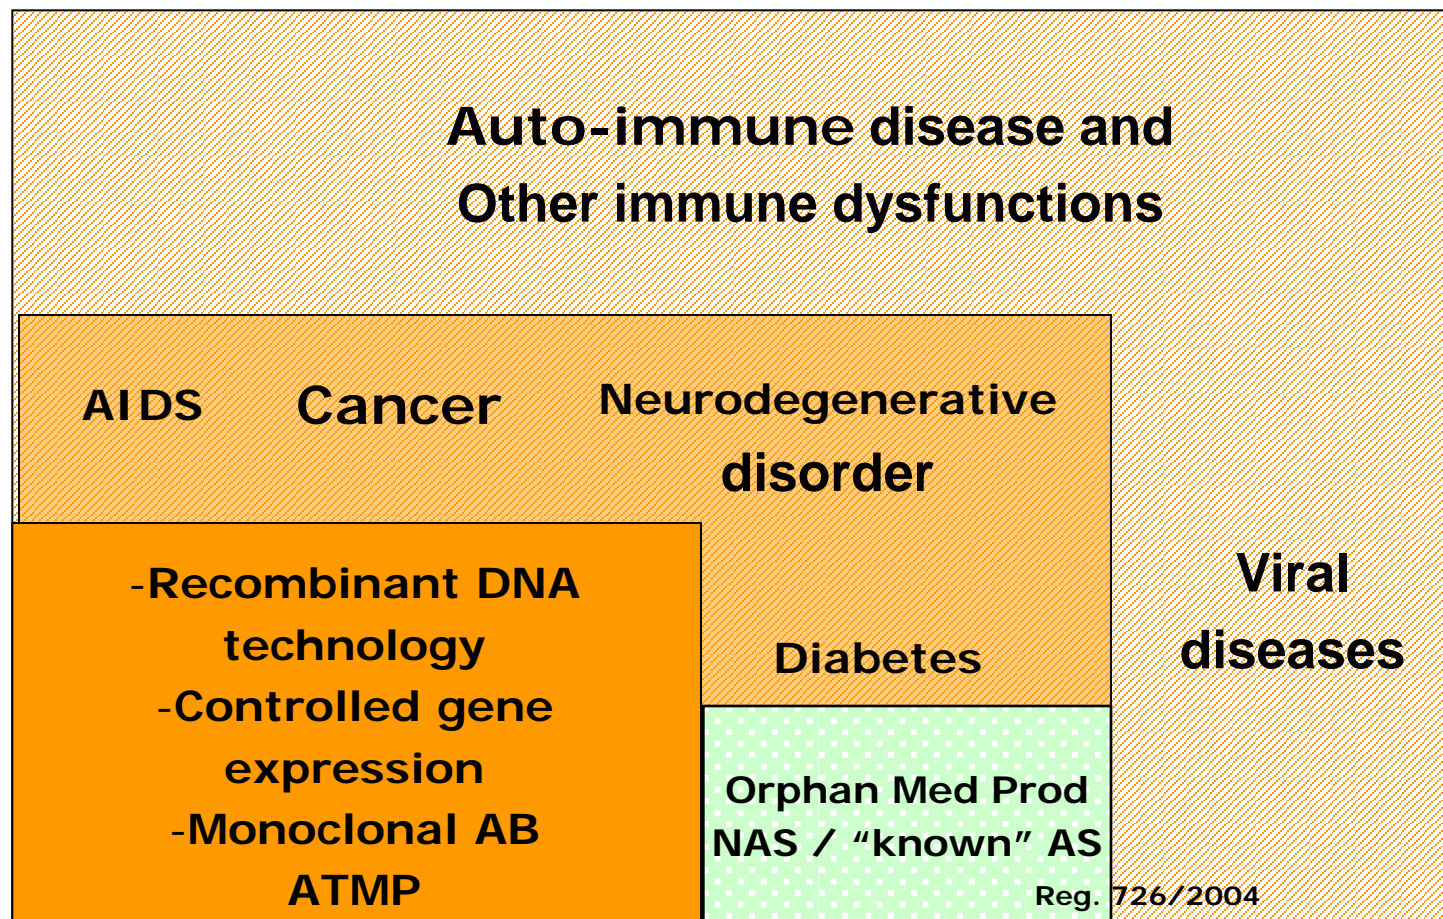 Auto-immune disease and
Other immune dysfunctions
AIDS
Cancer
Neurodegenerative
disorder
-Recombinant DNA
technology
-Controlled gene
expression
-Monoclonal AB
ATMP
Diabetes
Viral
diseases
Orphan Med Prod
NAS / “known” AS
Reg. 726/2004